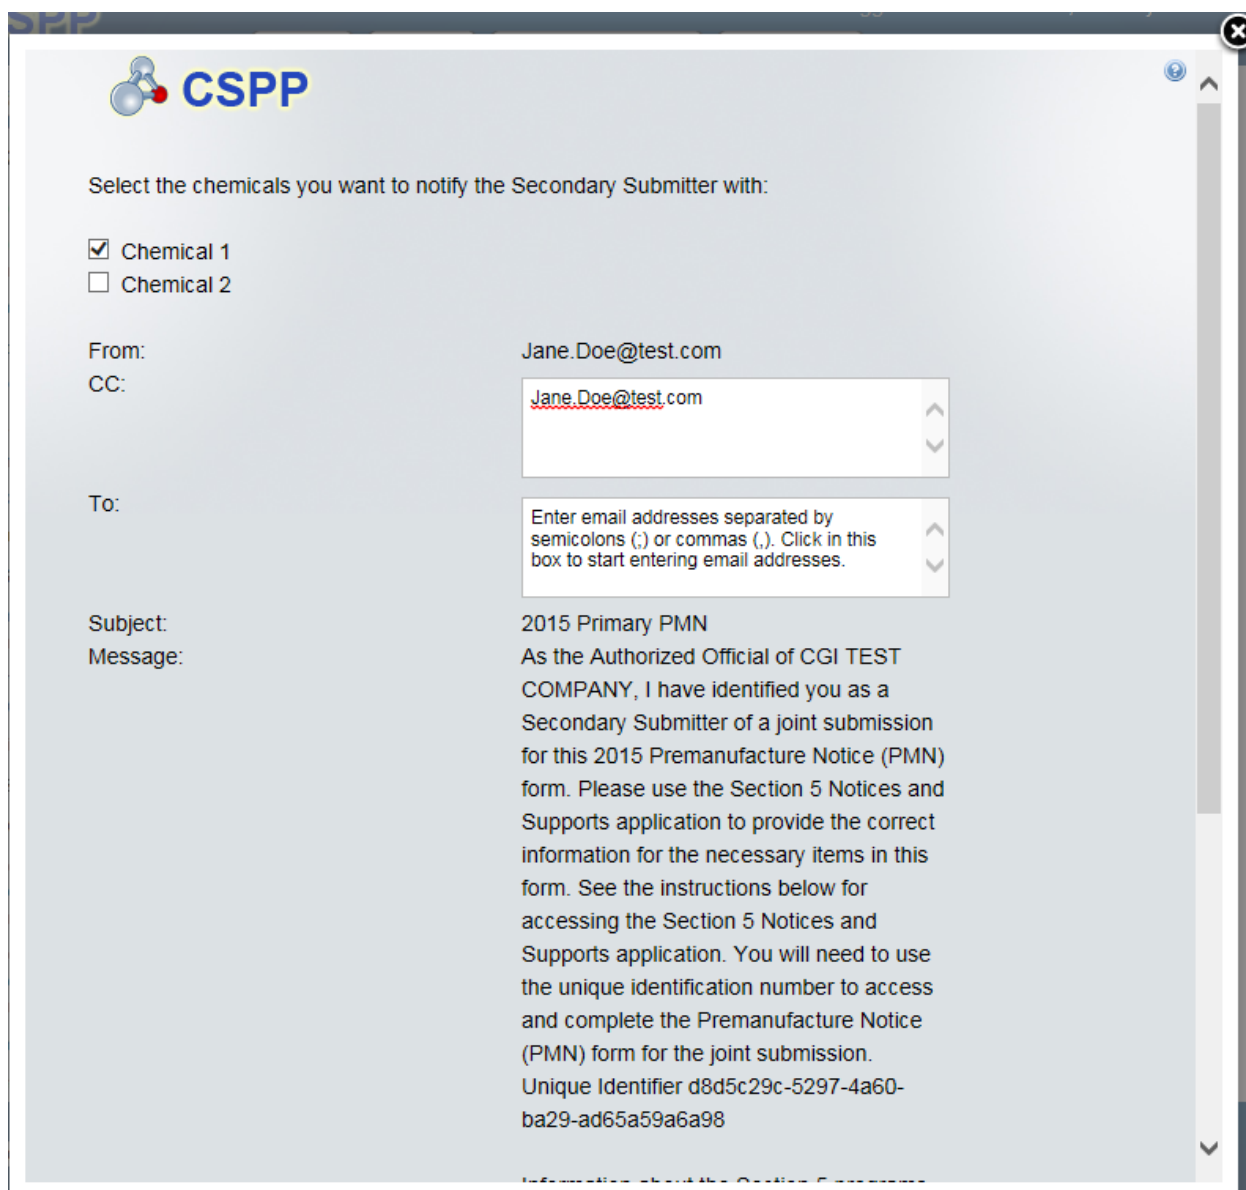 CSPP
Select the chemicals you want to notify the Secondary Submitter with:
Chemical 1
Chemical 2
From: Jane.Doe@test.com
CC: Jane.Doe@test.com
To: Enter email addresses separated by
semicolons (;) or commas (,). Click in this
box to start entering email addresses.
Subject: 2015 Primary PMN
Message: As the Authorized Official of CGI TEST
COMPANY, I have identified you as a
Secondary Submitter of a joint submission
for this 2015 Premanufacture Notice (PMN)
form. Please use the Section 5 Notices and
Supports application to provide the correct
information for the necessary items in this
form. See the instructions below for
accessing the Section 5 Notices and
Supports application. You will need to use
the unique identification number to access
and complete the Premanufacture Notice
(PMN) form for the joint submission.
Unique Identifier d8d5c29c-5297-4a60-
ba29-ad65a59a6a98
Information about the Section 5 programs